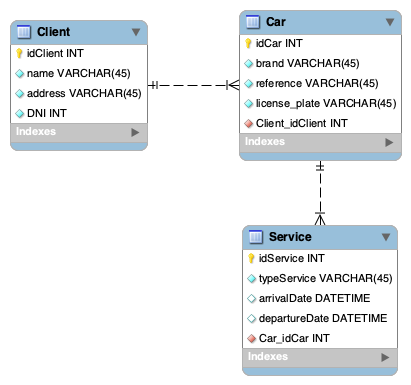 Client
idClient INT
name VARCHAR(45)
address VARCHAR(45)
DNI INT
Indexes
Car
idCar INT
brand VARCHAR(45)
reference VARCHAR(45)
license_plate VARCHAR(45)
Client_idClient INT
Indexes
Service
idService INT
typeService VARCHAR(45)
arrivalDate DATETIME
departureDate DATETIME
Car_idCar INT
Indexes